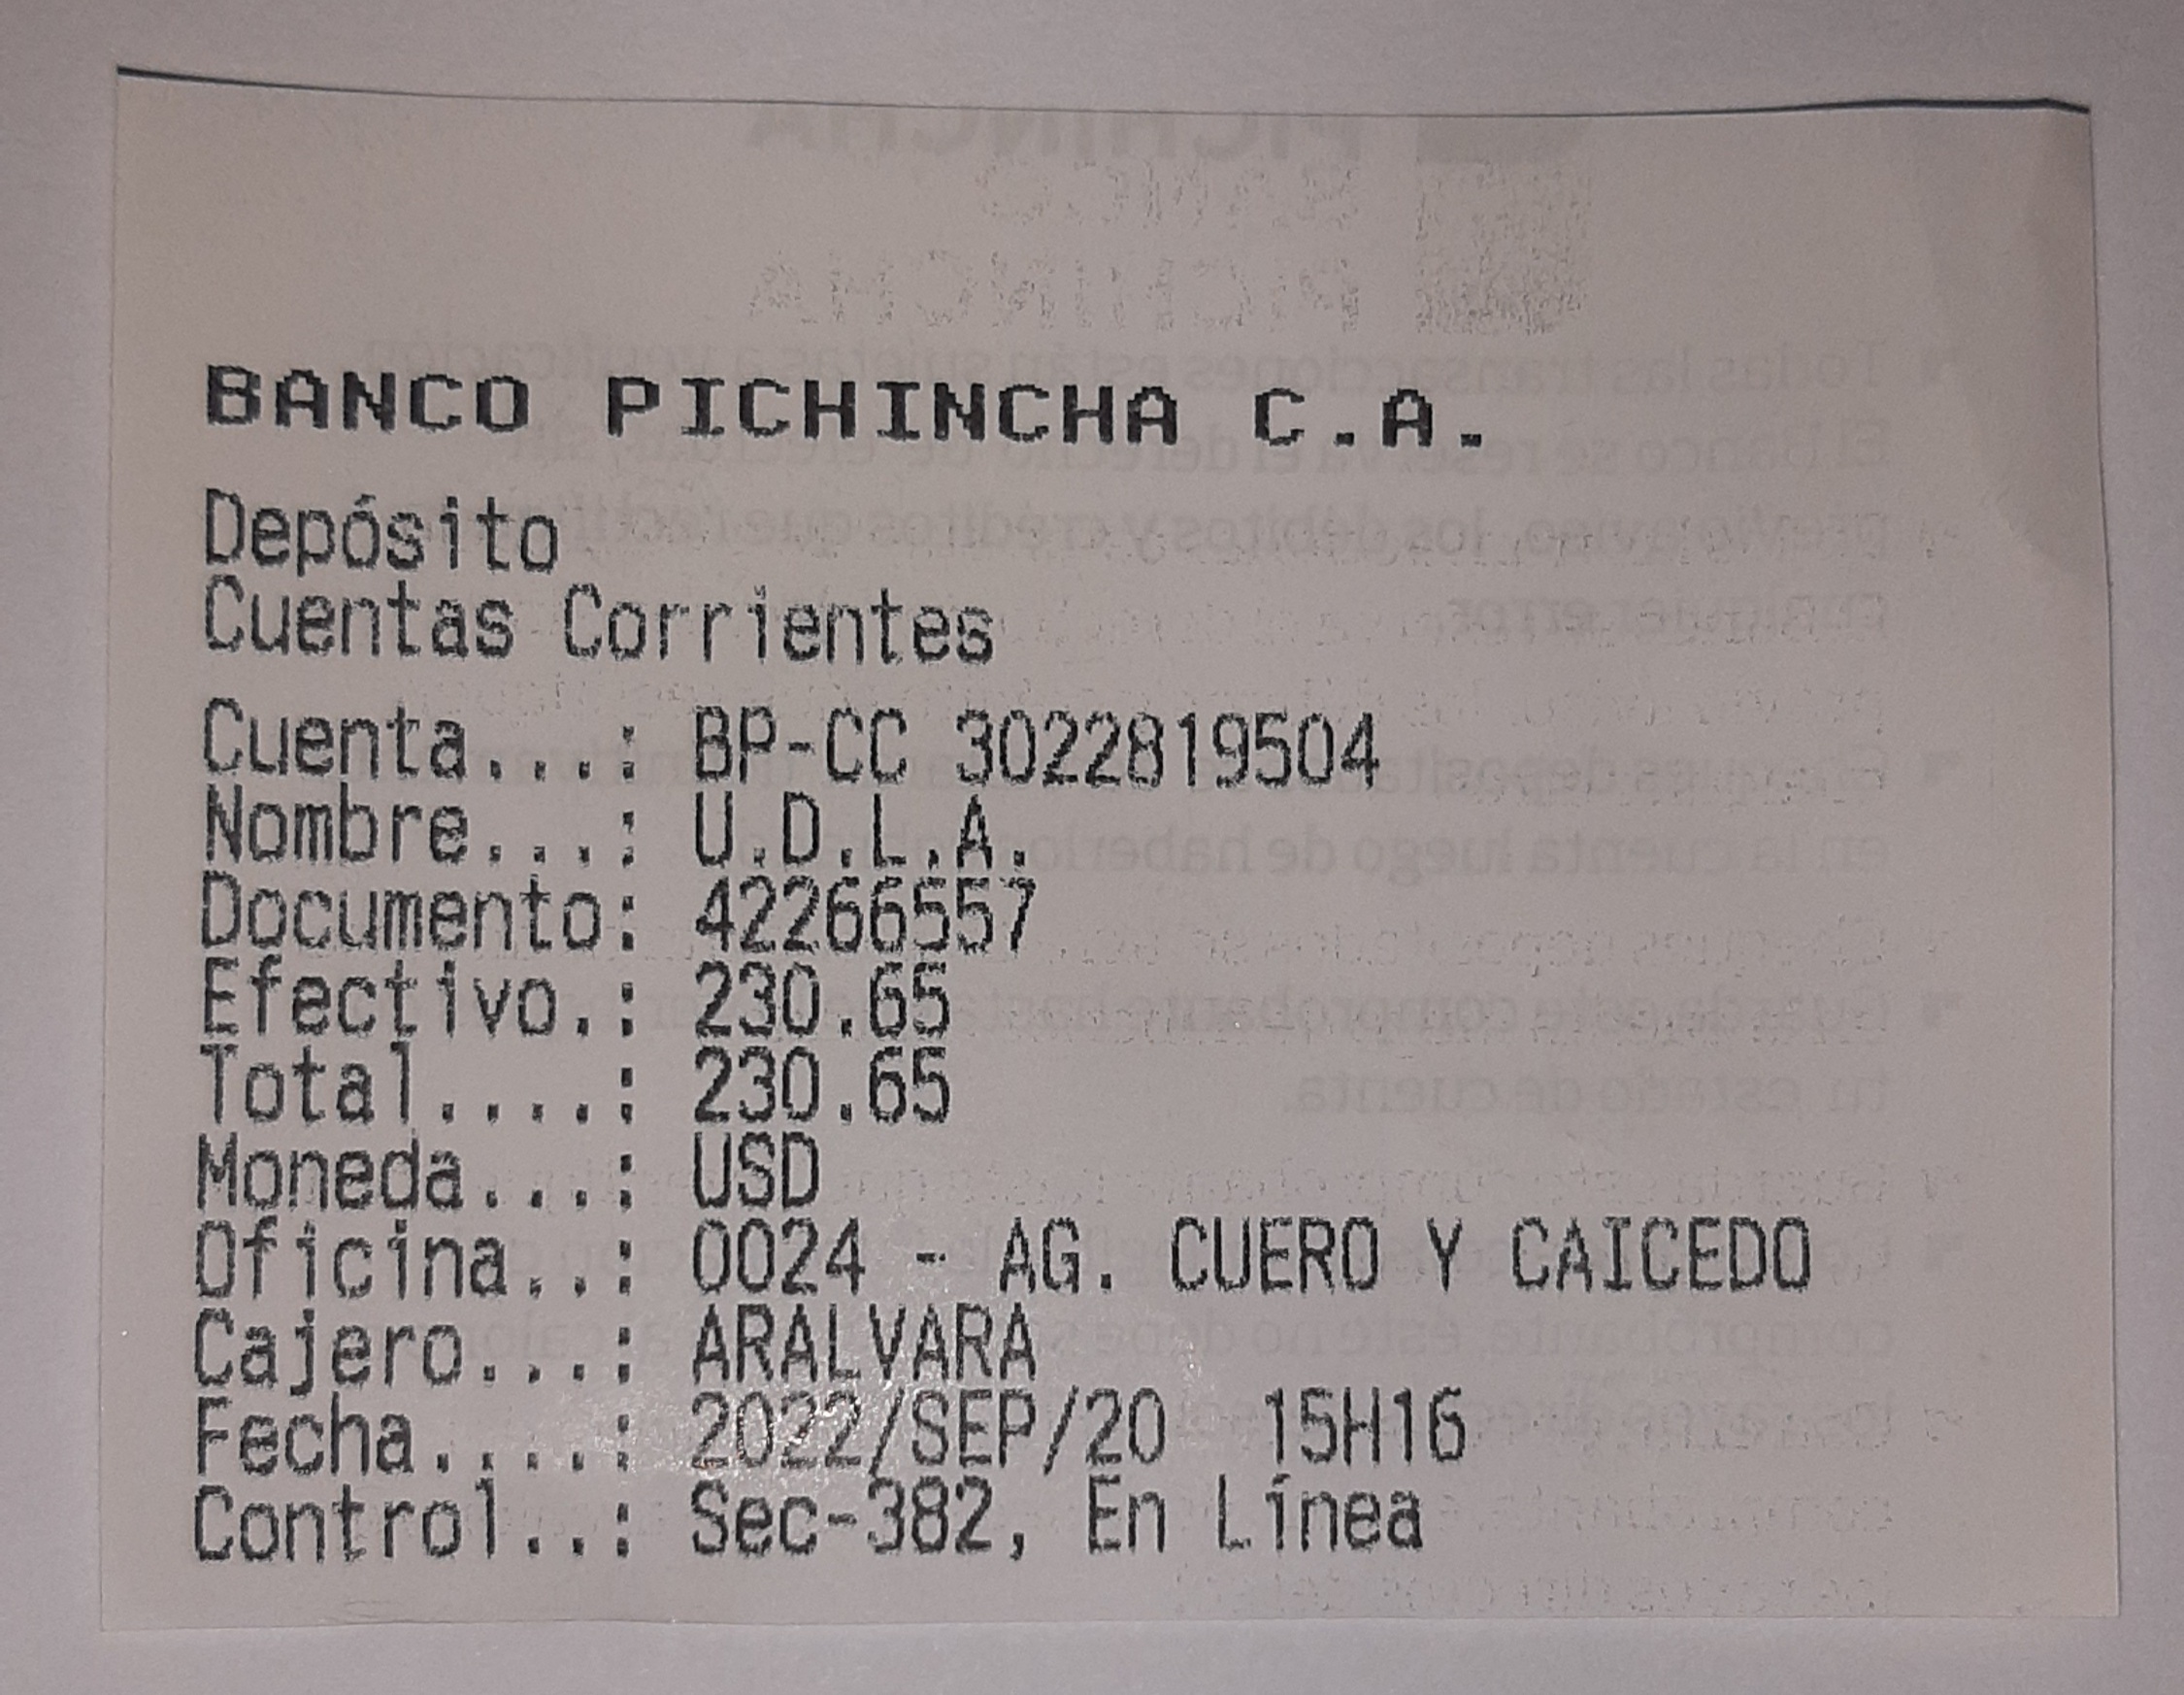 BANCO PICHINCHA C.A.
Depósito
Cuentas Corrientes
Cuenta...: BP-CC 3022819504
Nombre...: U.D.L.A.
Documento: 42266557
Efectivo.: 230.65
Total....: 230.65
Moneda...: USD
Oficina..: 0024 - AG. CUERO Y CAICEDO
Cajero...: ARALVARA
Fecha....: 2022/SEP/20 15H16
Control..: Sec-382, En Línea